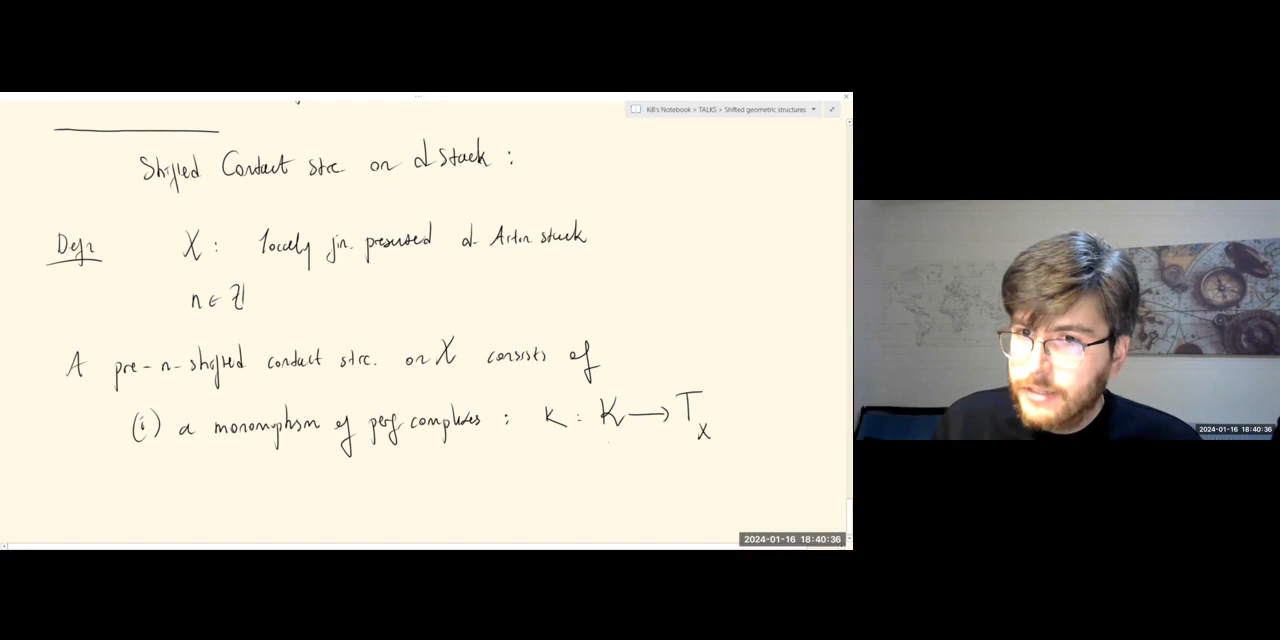 KıB's Notebook > TALKS > Shifted geometric structures
Shifted Contact strc on dStack :
Defn X : locally fin. presented d- Artin stack
n ∈ ℤ
A pre-n-shifted contact strc. on X consists of
(i) a monomorphism of perf complexes : κ : K → T_X
2024-01-16 18:40:36
2024-01-16 18:40:36